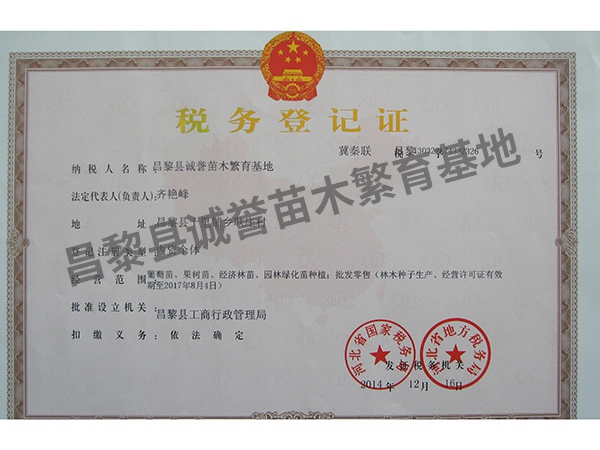 税务登记证
冀秦联 税 昌黎 字 号
纳税人名称:昌黎县诚誉苗木繁育基地
法定代表人(负责人):齐艳峰
地址:昌黎县
登记注册类型:
经营范围:葡萄苗、果树苗、经济林苗、园林绿化苗种植;批发零售(林木种子生产、经营许可证有效
期至2017年8月4日)
批准设立机关:昌黎县工商行政管理局
扣缴义务:依法确定
河北省国家税务局
河北省地方税务局
发证税务机关
2014年12月16日
昌黎县诚誉苗木繁育基地